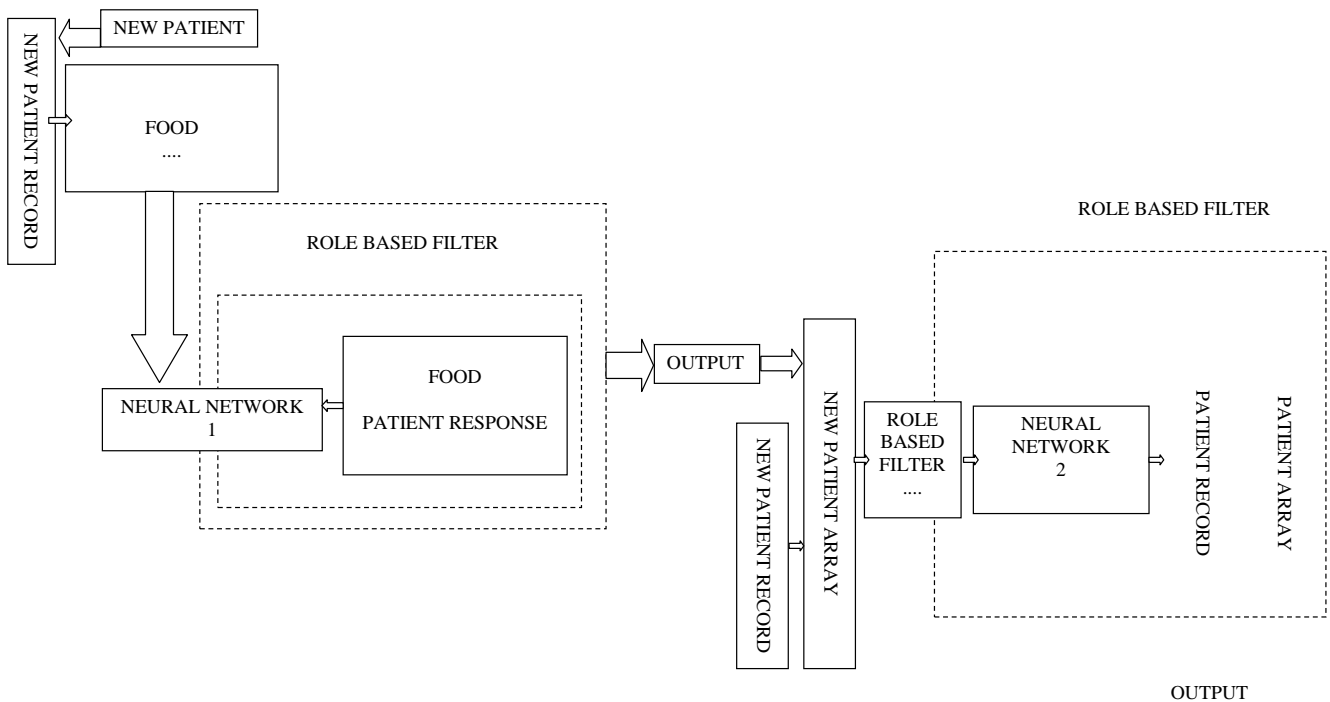 NEW PATIENT
NEW PATIENT RECORD
FOOD
....
ROLE BASED FILTER
FOOD
PATIENT RESPONSE
NEURAL NETWORK
1
OUTPUT
NEW PATIENT RECORD
NEW PATIENT ARRAY
ROLE
BASED
FILTER
....
ROLE BASED FILTER
NEURAL
NETWORK
2
PATIENT RECORD
PATIENT ARRAY
OUTPUT